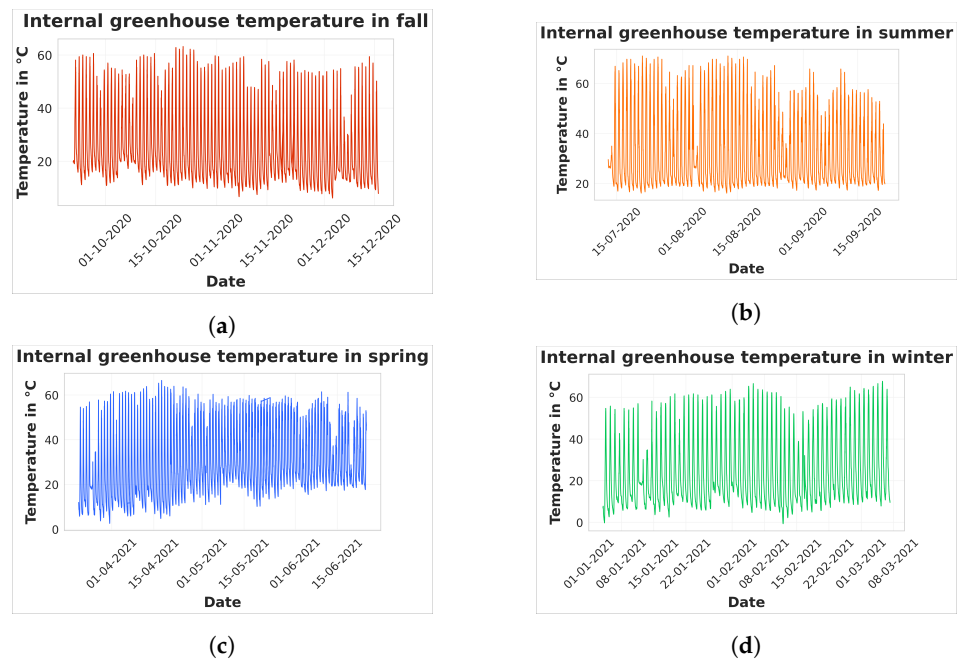 Internal greenhouse temperature in fall
Temperature in °C
60
40
20
01-10-2020
15-10-2020
01-11-2020
15-11-2020
01-12-2020
15-12-2020
Date
(a)
Internal greenhouse temperature in summer
Temperature in °C
60
40
20
15-07-2020
01-08-2020
15-08-2020
01-09-2020
15-09-2020
Date
(b)
Internal greenhouse temperature in spring
Temperature in °C
60
40
20
0
01-04-2021
15-04-2021
01-05-2021
15-05-2021
01-06-2021
15-06-2021
Date
(c)
Internal greenhouse temperature in winter
Temperature in °C
60
40
20
0
01-01-2021
08-01-2021
15-01-2021
22-01-2021
01-02-2021
08-02-2021
15-02-2021
22-02-2021
01-03-2021
08-03-2021
Date
(d)